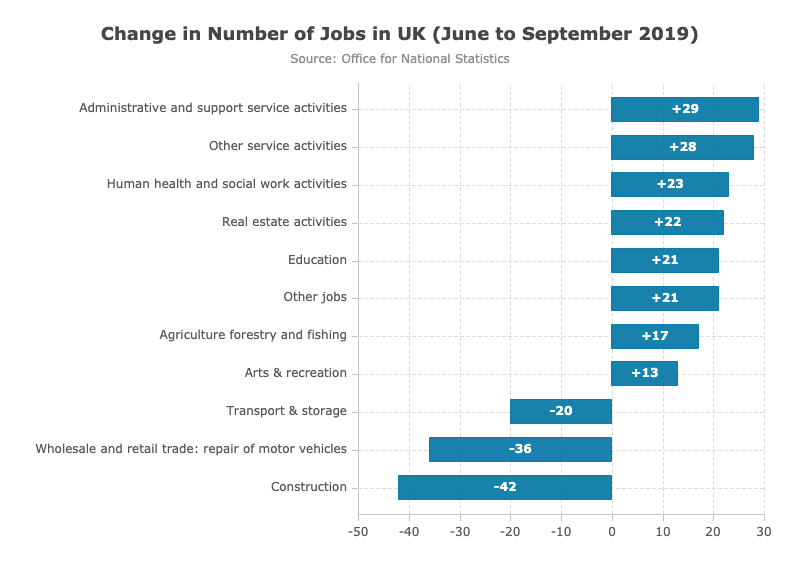 Change in Number of Jobs in UK (June to September 2019)
Source: Office for National Statistics
Administrative and support service activities +29
Other service activities +28
Human health and social work activities +23
Real estate activities +22
Education +21
Other jobs +21
Agriculture forestry and fishing +17
Arts & recreation +13
Transport & storage -20
Wholesale and retail trade: repair of motor vehicles -36
Construction -42
-50 -40 -30 -20 -10 0 10 20 30